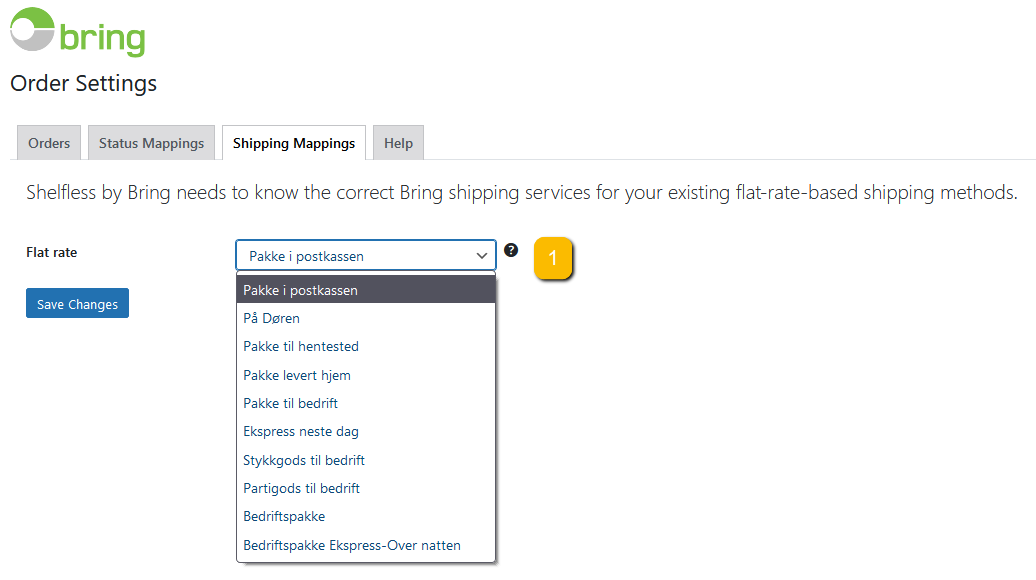 bring
Order Settings
Orders Status Mappings Shipping Mappings Help
Shelfless by Bring needs to know the correct Bring shipping services for your existing flat-rate-based shipping methods.
Flat rate Pakke i postkassen ? 1
Pakke i postkassen
Save Changes
På Døren
Pakke til hentested
Pakke levert hjem
Pakke til bedrift
Ekspress neste dag
Stykkgods til bedrift
Partigods til bedrift
Bedriftspakke
Bedriftspakke Ekspress-Over natten